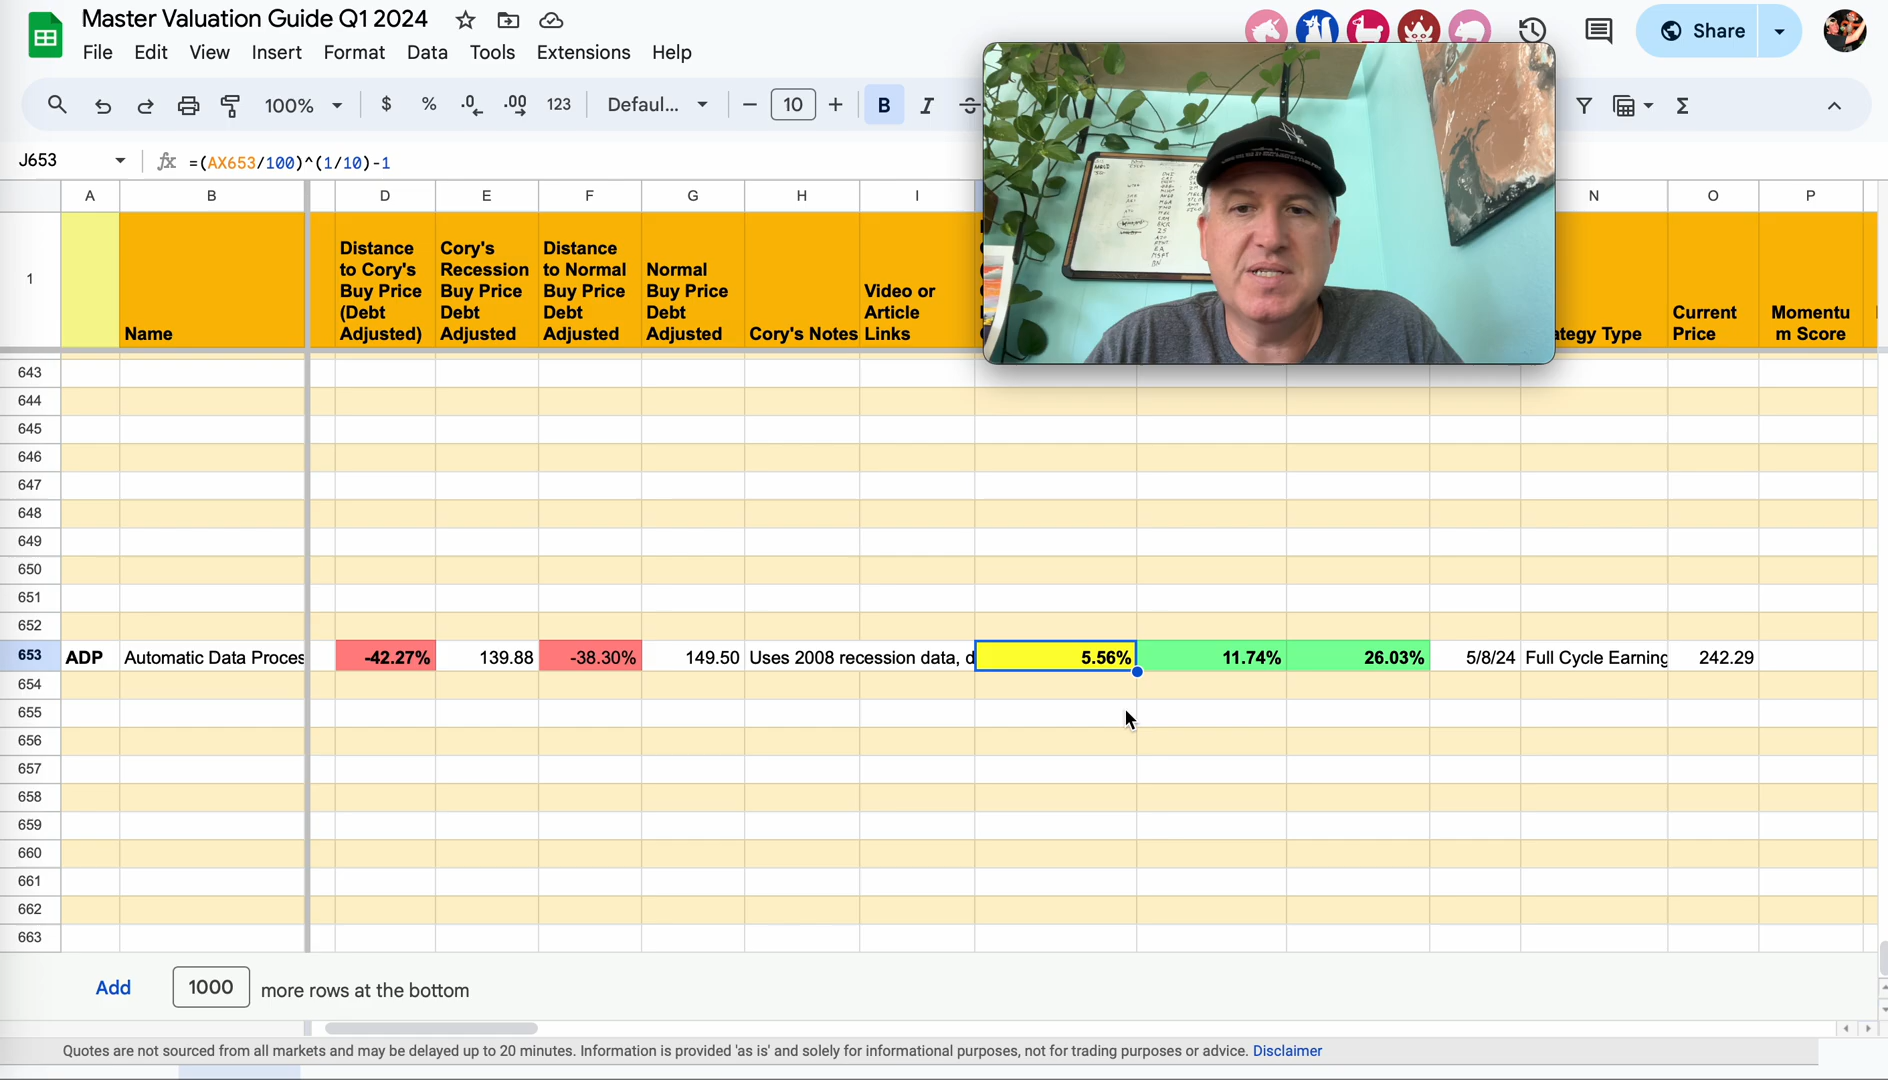 Master Valuation Guide Q1 2024
Share
File Edit View Insert Format Data Tools Extensions Help
100% $ % .0 .00 123 Defaul... 10 B I
J653 fx =(AX653/100)^(1/10)-1
A B D E F G H I N O P
1
Name
Distance
to Cory's
Buy Price
(Debt
Adjusted)
Cory's
Recession
Buy Price
Debt
Adjusted
Distance
to Normal
Buy Price
Debt
Adjusted
Normal
Buy Price
Debt
Adjusted
Cory's Notes
Video or
Article
Links
ategy Type
Current
Price
Momentu
m Score
643
644
645
646
647
648
649
650
651
652
653 ADP Automatic Data Proces -42.27% 139.88 -38.30% 149.50 Uses 2008 recession data, d 5.56% 11.74% 26.03% 5/8/24 Full Cycle Earning 242.29
654
655
656
657
658
659
660
661
662
663
Add 1000 more rows at the bottom
Quotes are not sourced from all markets and may be delayed up to 20 minutes. Information is provided 'as is' and solely for informational purposes, not for trading purposes or advice. Disclaimer